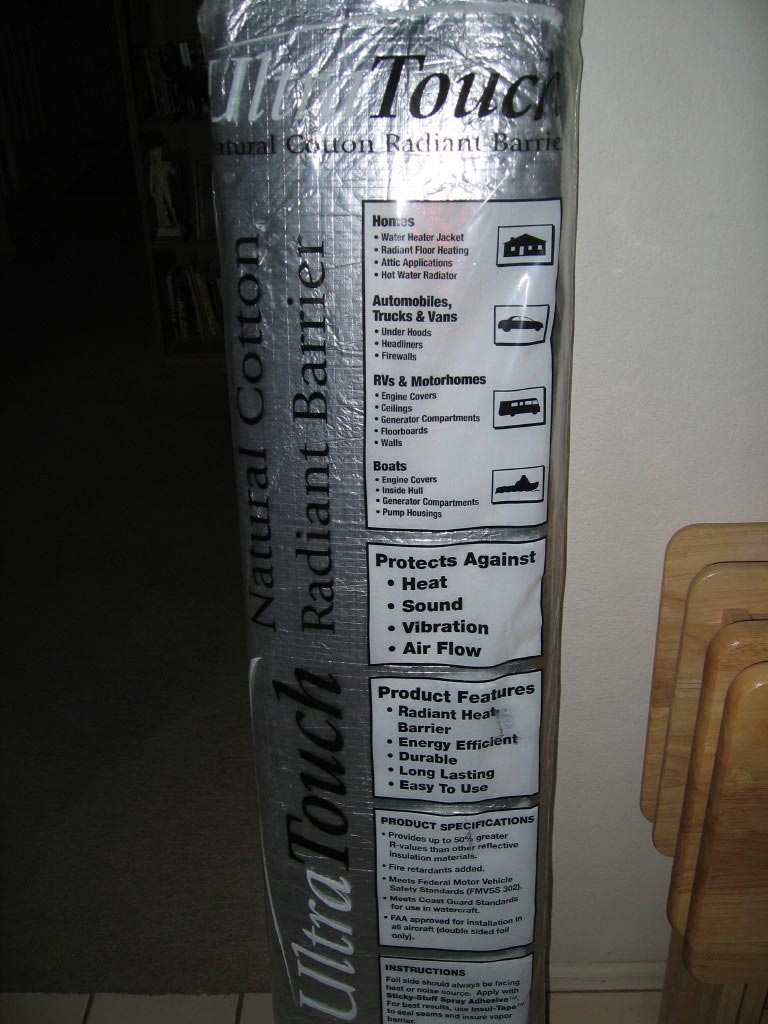 UltraTouch
Natural Cotton Radiant Barrier
Natural Cotton
Radiant Barrier
UltraTouch
Homes
• Water Heater Jacket
• Radiant Floor Heating
• Attic Applications
• Hot Water Radiator
Automobiles,
Trucks & Vans
• Under Hoods
• Headliners
• Firewalls
RVs & Motorhomes
• Engine Covers
• Ceilings
• Generator Compartments
• Floorboards
• Walls
Boats
• Engine Covers
• Inside Hull
• Generator Compartments
• Pump Housings
Protects Against
• Heat
• Sound
• Vibration
• Air Flow
Product Features
• Radiant Heat
Barrier
• Energy Efficient
• Durable
• Long Lasting
• Easy To Use
PRODUCT SPECIFICATIONS
• Provides up to 50% greater
R-values than other reflective
insulation materials.
• Fire retardants added.
• Meets Federal Motor Vehicle
Safety Standards (FMVSS 302).
• Meets Coast Guard Standards
for use in watercraft.
• FAA approved for installation in
all aircraft (double sided foil
only).
INSTRUCTIONS
Foil side should always be facing
heat or noise source. Apply with
Sticky-Stuff Spray Adhesive™.
For best results, use Insul-Tape™
to seal seams and insure vapor
barrier.